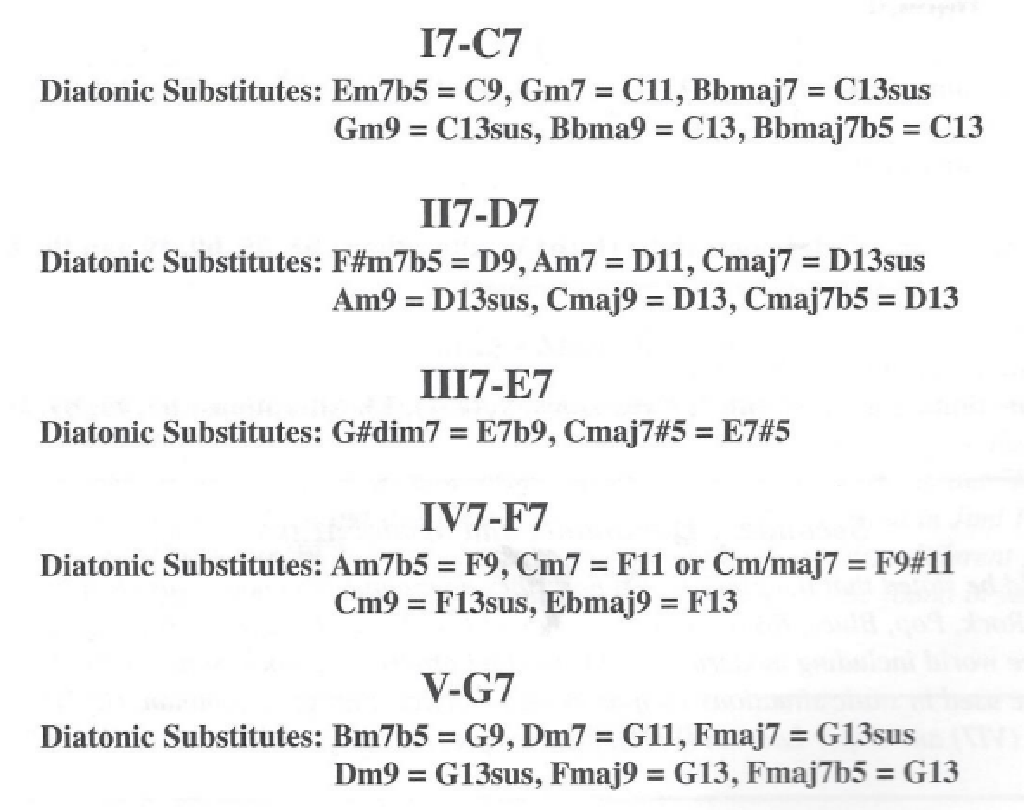 I7-C7
Diatonic Substitutes: Em7b5 = C9, Gm7 = C11, Bbmaj7 = C13sus
Gm9 = C13sus, Bbma9 = C13, Bbmaj7b5 = C13
II7-D7
Diatonic Substitutes: F#m7b5 = D9, Am7 = D11, Cmaj7 = D13sus
Am9 = D13sus, Cmaj9 = D13, Cmaj7b5 = D13
III7-E7
Diatonic Substitutes: G#dim7 = E7b9, Cmaj7#5 = E7#5
IV7-F7
Diatonic Substitutes: Am7b5 = F9, Cm7 = F11 or Cm/maj7 = F9#11
Cm9 = F13sus, Ebmaj9 = F13
V-G7
Diatonic Substitutes: Bm7b5 = G9, Dm7 = G11, Fmaj7 = G13sus
Dm9 = G13sus, Fmaj9 = G13, Fmaj7b5 = G13